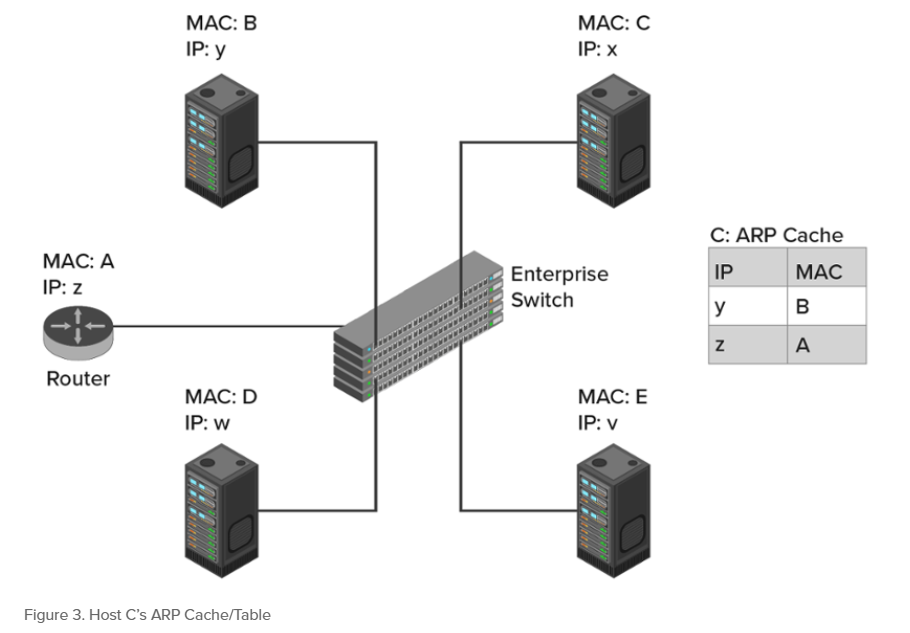 MAC: B
IP: y
MAC: C
IP: x
C: ARP Cache
IP MAC
y B
z A
MAC: A
IP: z
Router
Enterprise
Switch
MAC: D
IP: w
MAC: E
IP: v
Figure 3. Host C's ARP Cache/Table